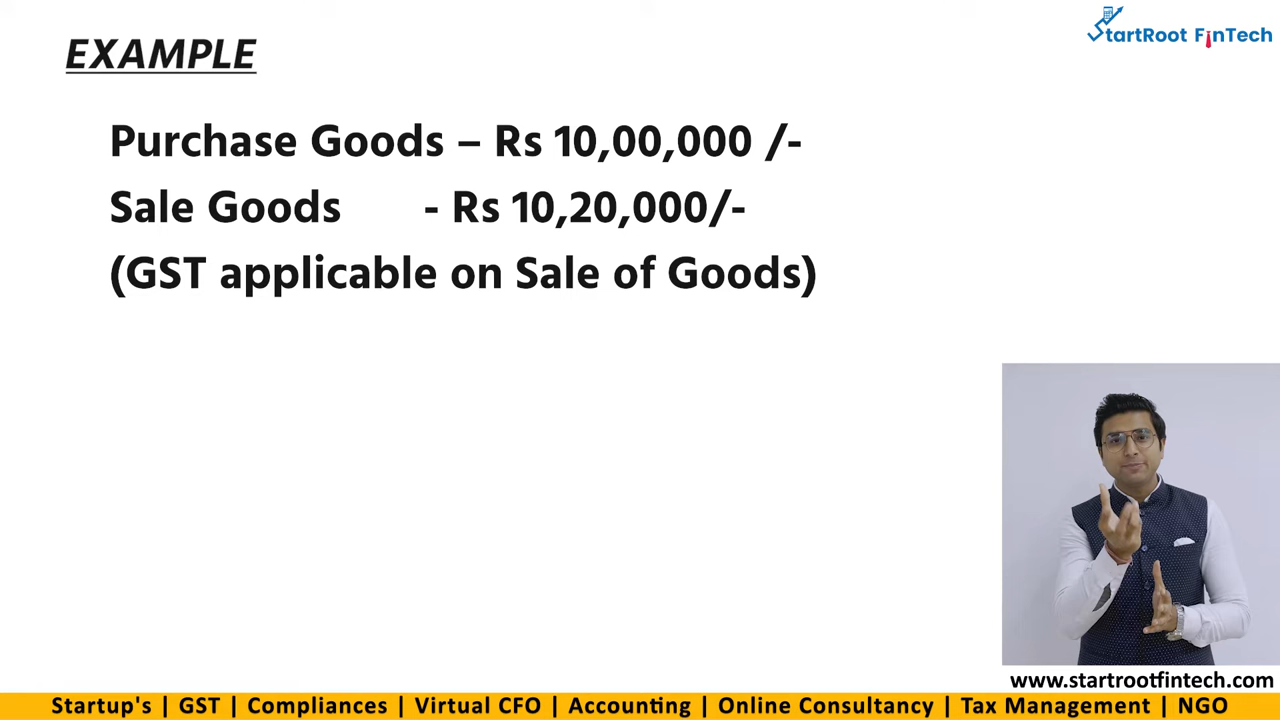 EXAMPLE
StartRoot FinTech
Purchase Goods – Rs 10,00,000 /-
Sale Goods - Rs 10,20,000/-
(GST applicable on Sale of Goods)
www.startrootfintech.com
Startup's | GST | Compliances | Virtual CFO | Accounting | Online Consultancy | Tax Management | NGO